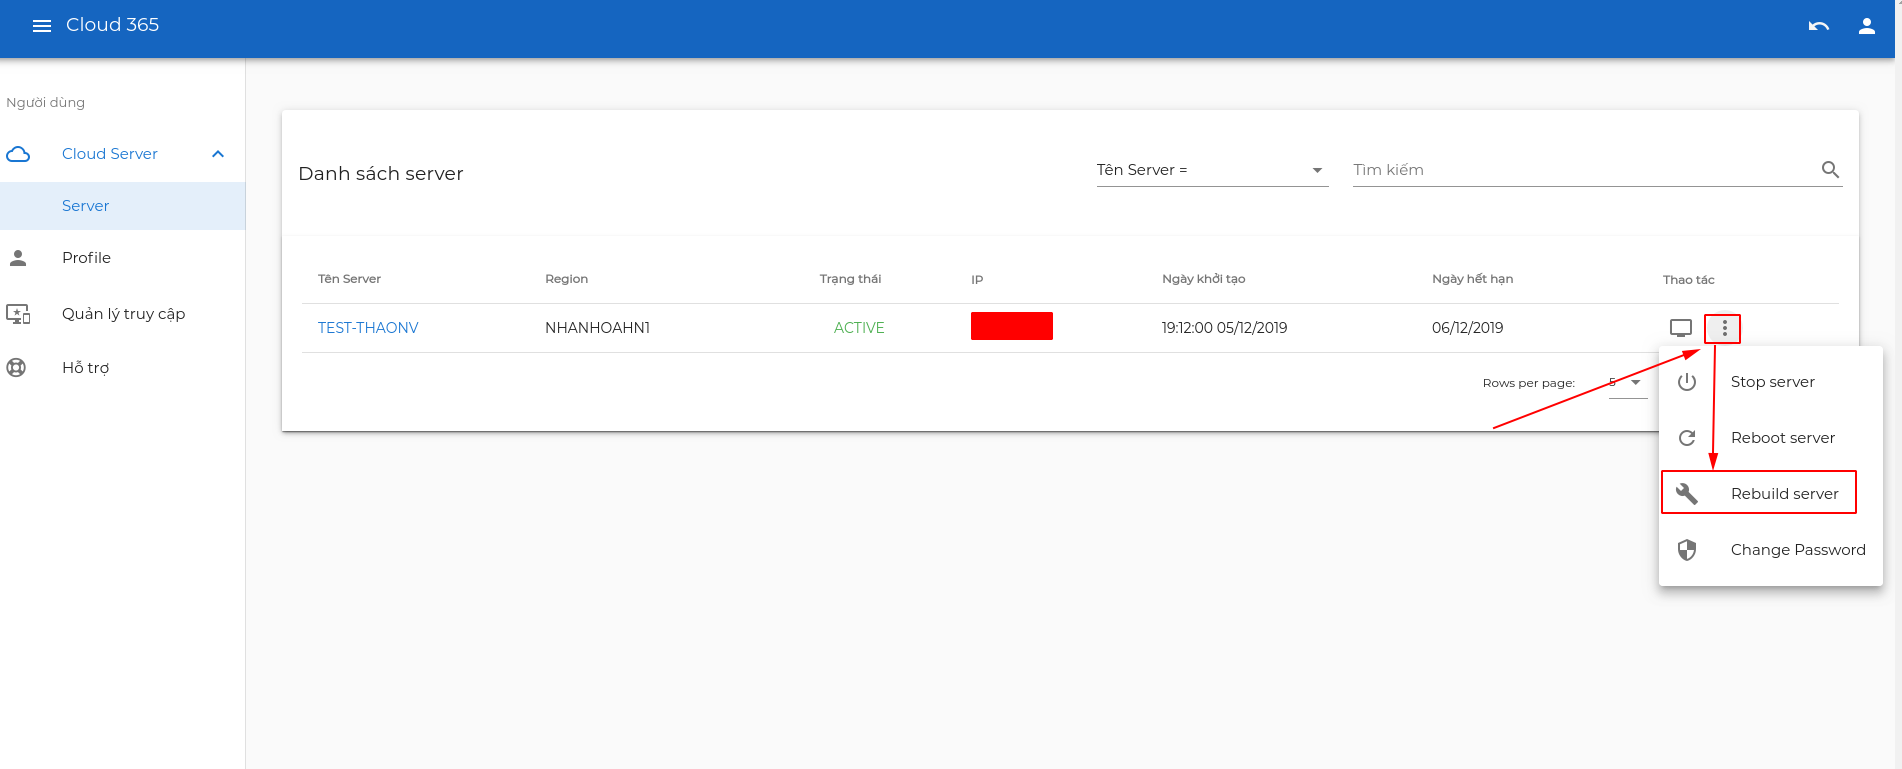 Cloud 365
Người dùng
Cloud Server
Server
Profile
Quản lý truy cập
Hỗ trợ
Danh sách server
Tên Server =
Tìm kiếm
Tên Server Region Trạng thái IP Ngày khởi tạo Ngày hết hạn Thao tác
TEST-THAONV NHANHOAHN1 ACTIVE 19:12:00 05/12/2019 06/12/2019
Rows per page: 5
Stop server
Reboot server
Rebuild server
Change Password